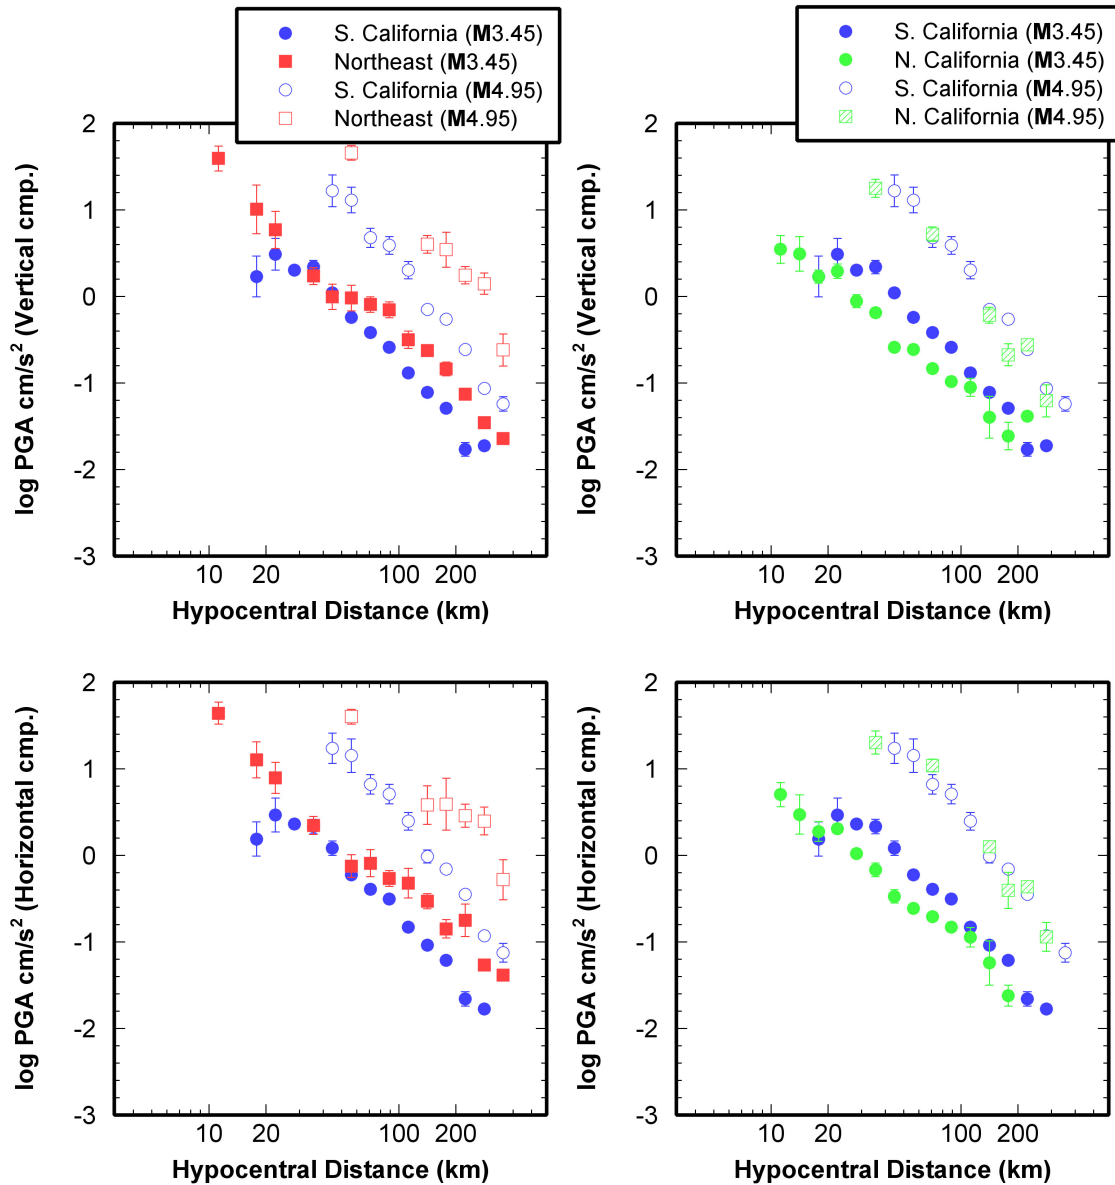 S. California (M3.45)
Northeast (M3.45)
S. California (M4.95)
Northeast (M4.95)
S. California (M3.45)
N. California (M3.45)
S. California (M4.95)
N. California (M4.95)
log PGA cm/s² (Vertical cmp.)
2
1
0
-1
-2
-3
10 20 100 200
Hypocentral Distance (km)
log PGA cm/s² (Vertical cmp.)
2
1
0
-1
-2
-3
10 20 100 200
Hypocentral Distance (km)
log PGA cm/s² (Horizontal cmp.)
2
1
0
-1
-2
-3
10 20 100 200
Hypocentral Distance (km)
log PGA cm/s² (Horizontal cmp.)
2
1
0
-1
-2
-3
10 20 100 200
Hypocentral Distance (km)